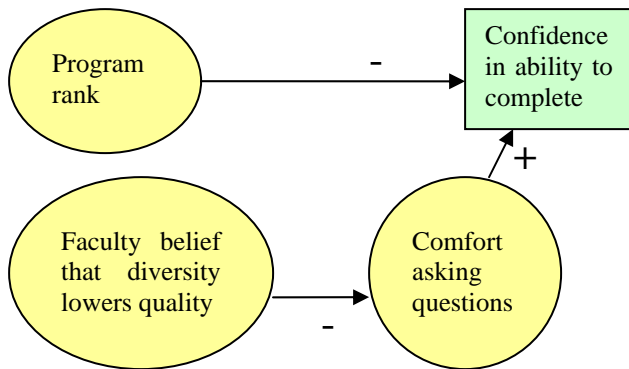 Program
rank
-
Confidence
in ability to
complete
+
Faculty belief
that diversity
lowers quality
-
Comfort
asking
questions